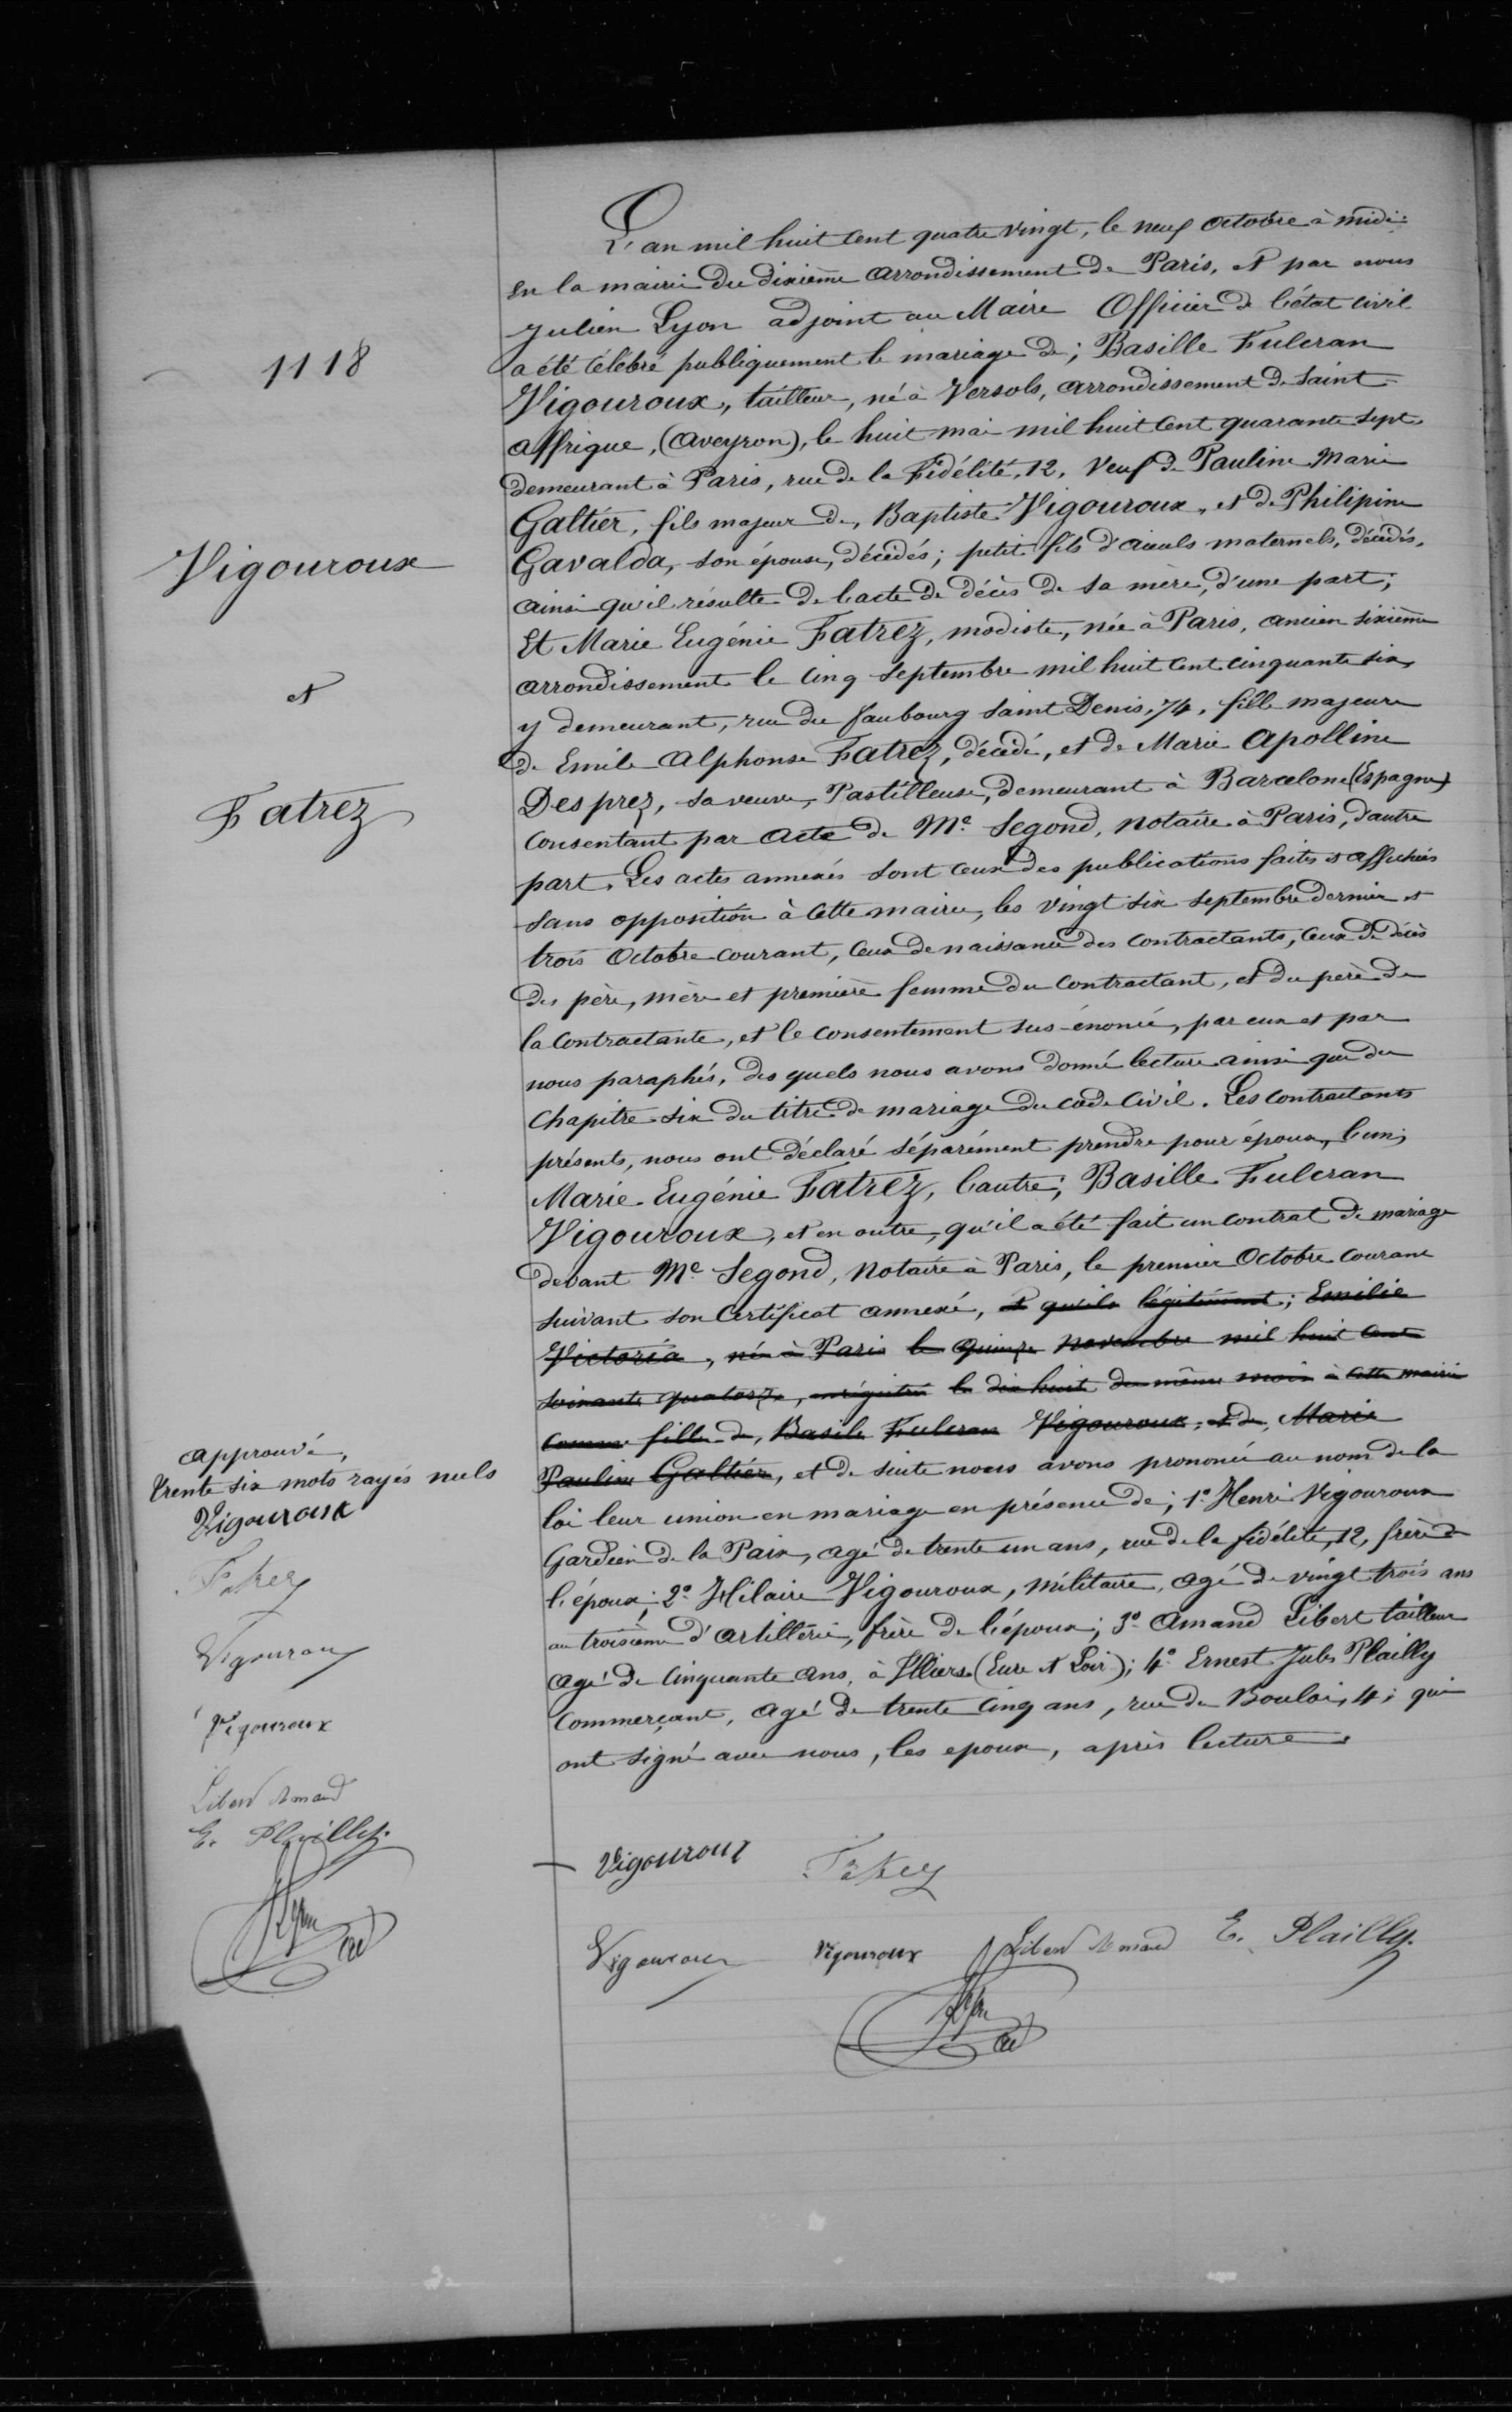 1118
Vigouroux
et
Fatrez
L'an mil huit cent quatre vingt, le neuf octobre à midi:
en la mairie du dixième arrondissement de Paris, et par nous
Julien Lyon adjoint au Maire Officier de l'état civil
a été célébré publiquement le mariage de; Basille Fulcran
Vigouroux, tailleur, né à Versols, arrondissement de Saint
Affrique, (Aveyron), le huit mai mil huit cent quarante sept
demeurant à Paris, rue de la Fidélité, 12, Veuf de Pauline Marie
Galtier, fils majeur de, Baptiste Vigouroux, et de Philipine
Gavalda, son épouse, décédés; petit fils d'aieuls maternels, décédés,
ainsi qu'il résulte de l'acte de décès de sa mère, d'une part;
Et Marie Eugénie Fatrez, modiste, née à Paris, ancien sixième
arrondissement le cinq septembre mil huit cent cinquante six,
y demeurant, rue du faubourg Saint Denis, 74, fille majeure
de Emile Alphonse Fatrez, décédé, et de Marie Apolline
Desprez, sa veuve, Pastilleuse, demeurant à Barcelone (Espagne)
consentant par acte de Me Segond, notaire à Paris, d'autre
part. Les actes annexés sont ceux des publications faites et affichées
sans opposition à cette mairie, les vingt six septembre dernier et
trois Octobre courant, ceux de naissance des contractants, ceux de décès
des père, mère et première femme du contractant, et du père de
la contractante, et le consentement sus-énoncé, par eux et par
nous paraphés, des quels nous avons donné lecture ainsi que du
Chapitre six du titre de mariage du code Civil. Les contractants
présents, nous ont déclaré séparément prendre pour époux, l'un;
Marie Eugénie Fatrez, l'autre; Basille Fulcran
Vigouroux, et en outre, qu'il a été fait un contrat de mariage
devant Me Segond, notaire à Paris, le premier Octobre courant
suivant son Certificat annexé, et qu'ils légitiment; Emilie
Victoria, née à Paris le quinze novembre mil huit cent
soixante quatorze, enrégistrée le dix huit du même mois à cette mairie
comme fille de, Basile Fulcran Vigouroux, et de, Marie
Pauline Galtier, et de suite nous avons prononcé au nom de la
loi leur union en mariage en présence de; 1º Henri Vigouroux
Gardien de la Paix, agé de trente un ans, rue de la fidélité, 12, frère de
l'époux; 2º Hilaire Vigouroux, militaire, agé de vingt trois ans
au troisième d'artillerie, frère de l'époux; 3º Amand Libert tailleur
agé de cinquante ans, à Illiers (Eure et Loir); 4º Ernest Jules Plailly
Commerçant, agé de trente cinq ans, rue du Bouloi, 4; qui
ont signé avec nous, les epoux, après lecture.
approuvé,
trente six mots rayés nuls
Vigouroux
Fatrez
Vigouroux
Vigouroux
Libert Amand
E. Plailly
Lyon
Vigouroux Fatrez
Vigouroux Vigouroux Libert Amand E. Plailly.
Lyon